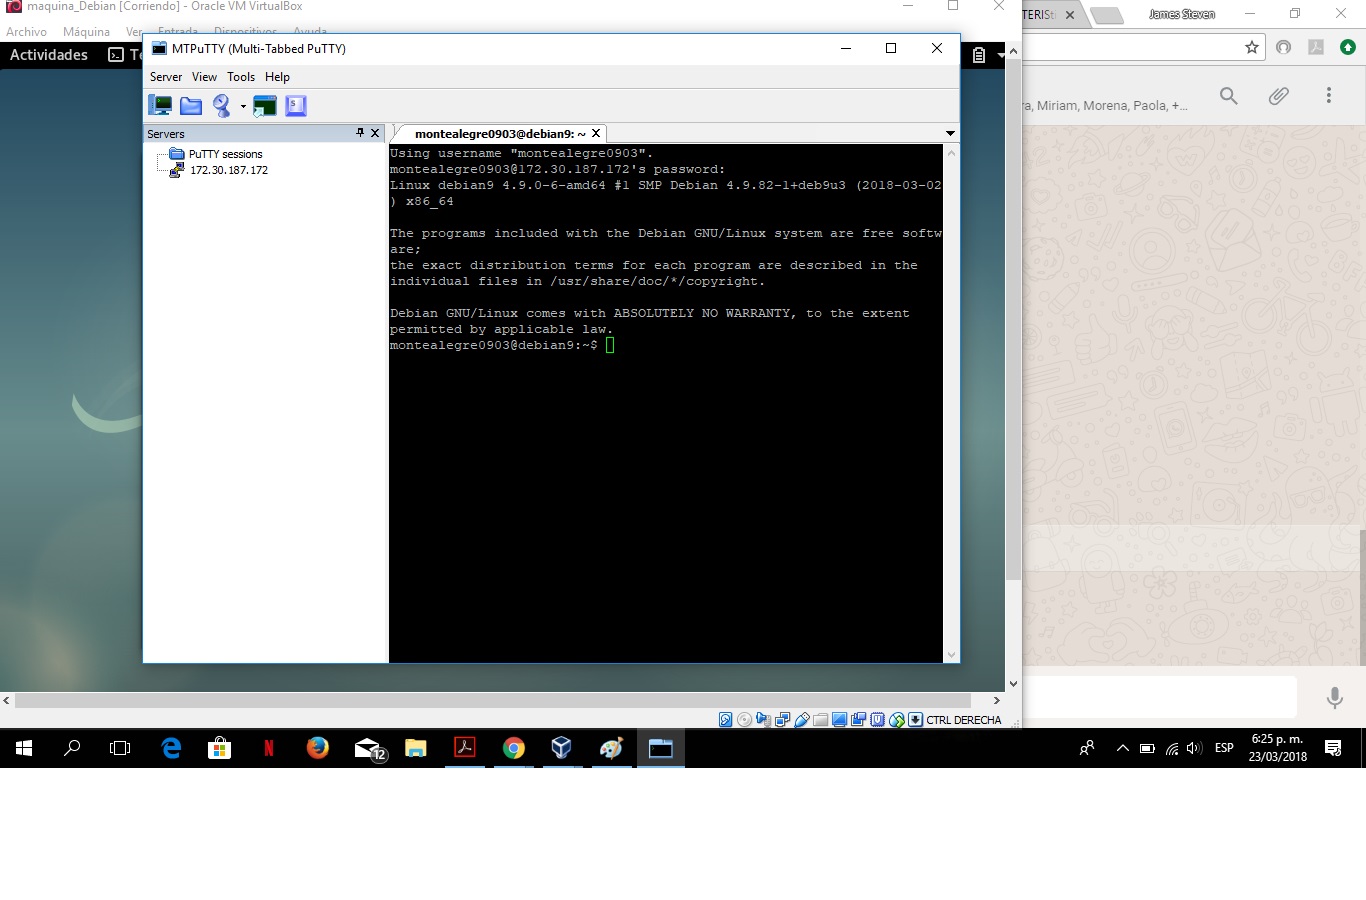 maquina_Debian [Corriendo] - Oracle VM VirtualBox
James Steven
Archivo Máquina Ver Entrada Dispositivos Ayuda
Actividades
MTPuTTY (Multi-Tabbed PuTTY)
Server View Tools Help
Miriam, Morena, Paola, +...
Servers
montealegre0903@debian9: ~
PuTTY sessions
172.30.187.172
Using username "montealegre0903".
montealegre0903@172.30.187.172's password:
Linux debian9 4.9.0-6-amd64 #1 SMP Debian 4.9.82-1+deb9u3 (2018-03-02
) x86_64
The programs included with the Debian GNU/Linux system are free softw
are;
the exact distribution terms for each program are described in the
individual files in /usr/share/doc/*/copyright.
Debian GNU/Linux comes with ABSOLUTELY NO WARRANTY, to the extent
permitted by applicable law.
montealegre0903@debian9:~$
CTRL DERECHA
12
ESP
6:25 p. m.
23/03/2018